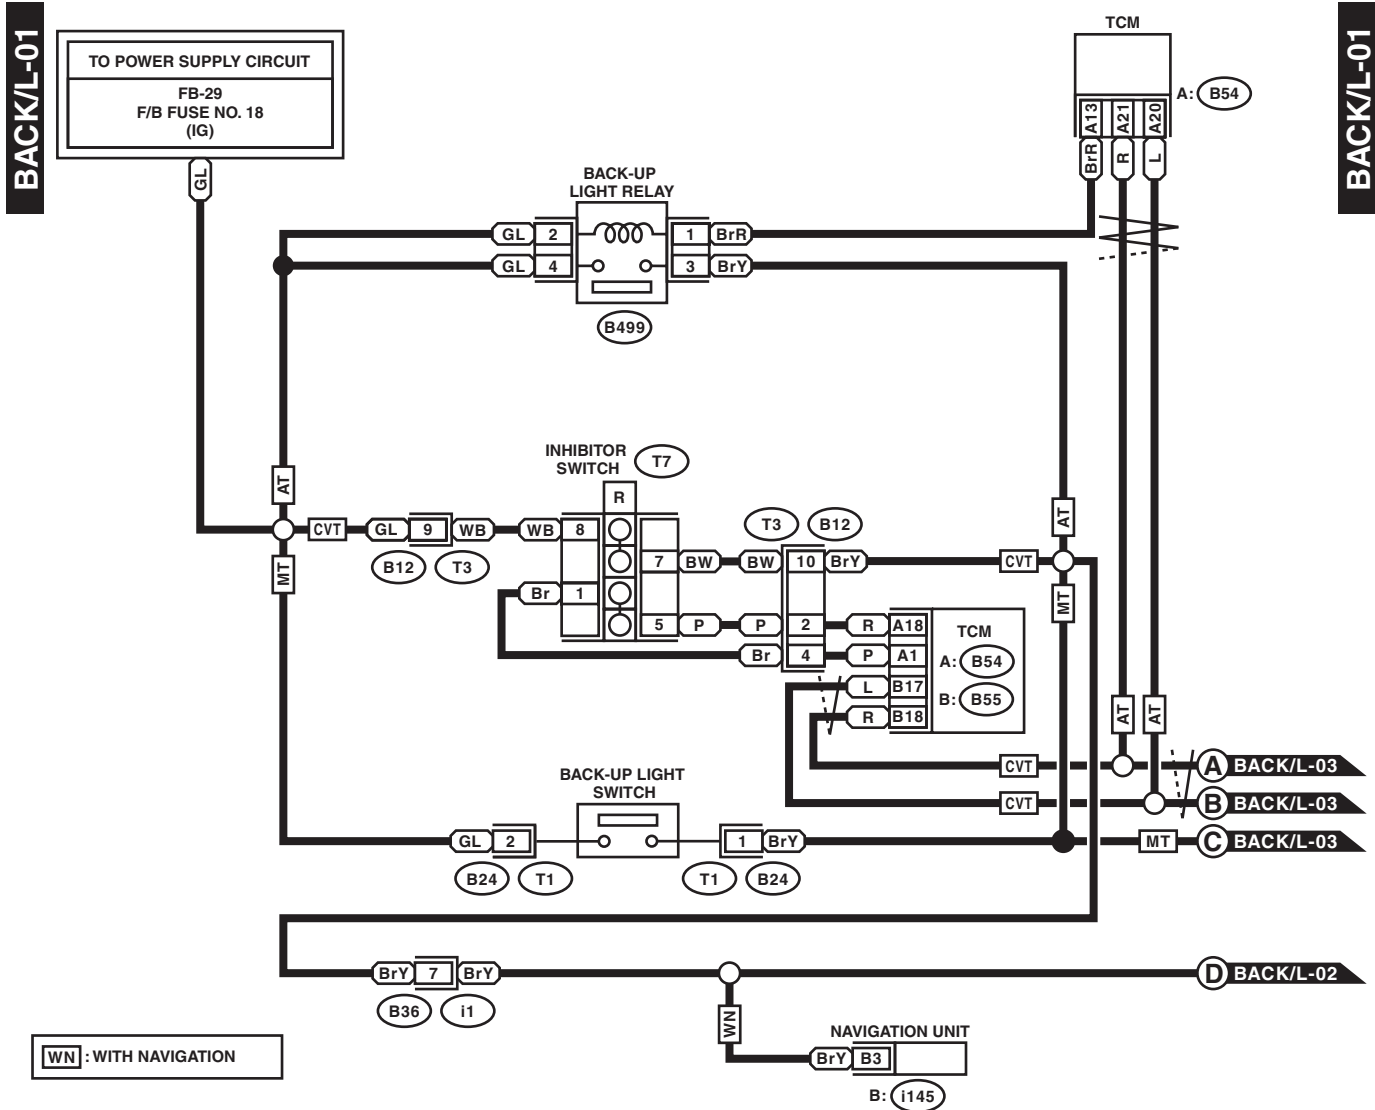 BACK/L-01
BACK/L-01
TO POWER SUPPLY CIRCUIT
FB-29
F/B FUSE NO. 18
(IG)
GL
TCM
A: B54
A13 A21 A20
BrR R L
BACK-UP
LIGHT RELAY
GL 2 1 BrR
GL 4 3 BrY
B499
INHIBITOR
SWITCH
T7
R
AT
AT
CVT GL 9 WB WB 8
B12 T3
MT
T3 B12
7 BW BW 10 BrY CVT
MT
Br 1
5 P P 2 R A18
Br 4 P A1
L B17
R B18
TCM
A: B54
B: B55
AT AT
CVT A BACK/L-03
CVT B BACK/L-03
BACK-UP LIGHT
SWITCH
GL 2 1 BrY MT C BACK/L-03
B24 T1 T1 B24
BrY 7 BrY D BACK/L-02
B36 i1
WN
NAVIGATION UNIT
BrY B3
B: i145
WN : WITH NAVIGATION